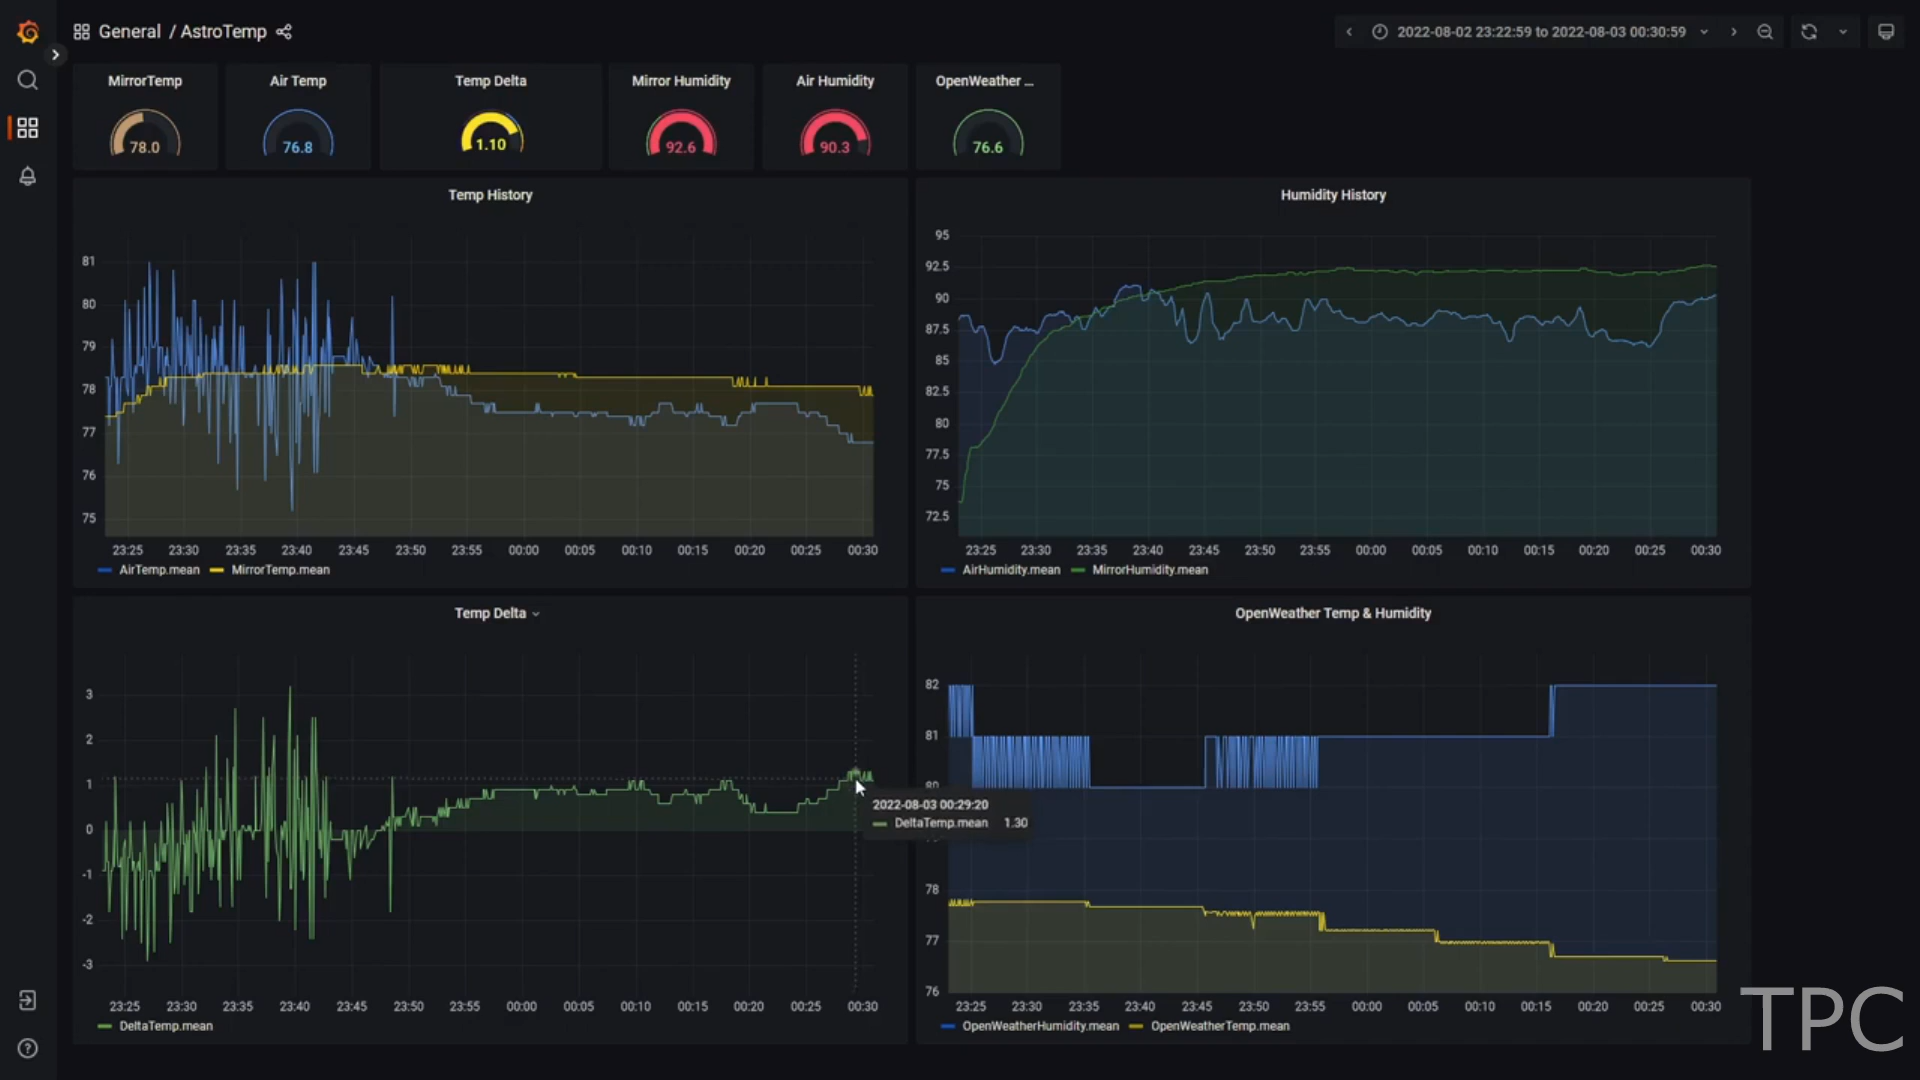 General / AstroTemp
2022-08-02 23:22:59 to 2022-08-03 00:30:59
MirrorTemp
78.0
Air Temp
76.8
Temp Delta
1.10
Mirror Humidity
92.6
Air Humidity
90.3
OpenWeather ...
76.6
Temp History
81
80
79
78
77
76
75
23:25 23:30 23:35 23:40 23:45 23:50 23:55 00:00 00:05 00:10 00:15 00:20 00:25 00:30
AirTemp.mean MirrorTemp.mean
Humidity History
95
92.5
90
87.5
85
82.5
80
77.5
75
72.5
23:25 23:30 23:35 23:40 23:45 23:50 23:55 00:00 00:05 00:10 00:15 00:20 00:25 00:30
AirHumidity.mean MirrorHumidity.mean
Temp Delta
3
2
1
0
-1
-2
-3
23:25 23:30 23:35 23:40 23:45 23:50 23:55 00:00 00:05 00:10 00:15 00:20 00:25 00:30
DeltaTemp.mean
2022-08-03 00:29:20
DeltaTemp.mean 1.30
OpenWeather Temp & Humidity
82
81
80
78
77
76
23:25 23:30 23:35 23:40 23:45 23:50 23:55 00:00 00:05 00:10 00:15 00:20 00:25 00:30
OpenWeatherHumidity.mean OpenWeatherTemp.mean
TPC